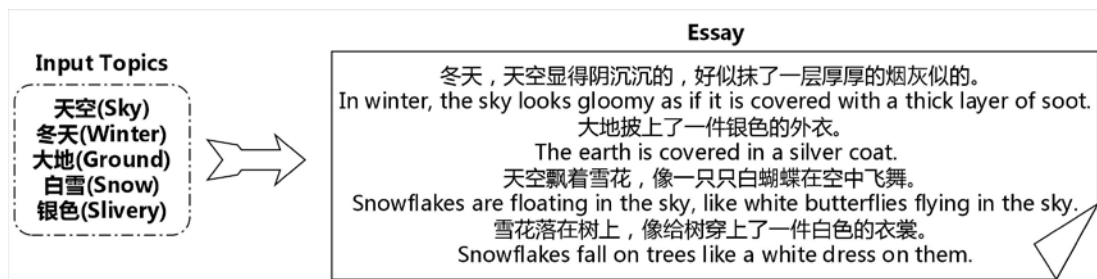 Input Topics
天空(Sky)
冬天(Winter)
大地(Ground)
白雪(Snow)
银色(Slivery)
Essay
冬天，天空显得阴沉沉的，好似抹了一层厚厚的烟灰似的。
In winter, the sky looks gloomy as if it is covered with a thick layer of soot.
大地披上了一件银色的外衣。
The earth is covered in a silver coat.
天空飘着雪花，像一只只白蝴蝶在空中飞舞。
Snowflakes are floating in the sky, like white butterflies flying in the sky.
雪花落在树上，像给树穿上了一件白色的衣裳。
Snowflakes fall on trees like a white dress on them.